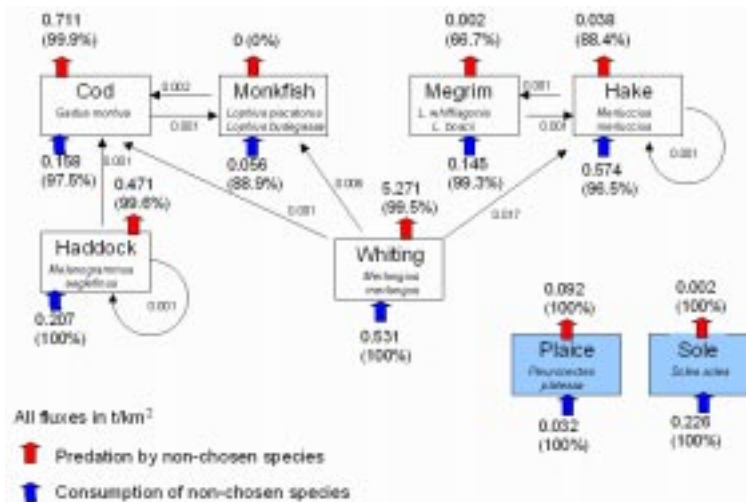 0.711
(99.9%)
0 (0%)
0.002
(66.7%)
0.038
(88.4%)
Cod
Gadus morhua
0.002
0.001
Monkfish
Lophius piscatorius
Lophius budegassa
Megrim
L. whiffiagonis
L. boscii
0.001
0.001
Hake
Merluccius
merluccius
0.001
0.158
(97.5%)
0.001
0.056
(88.9%)
0.145
(99.3%)
0.574
(96.5%)
0.471
(99.6%)
0.001
5.271
(99.5%)
0.017
Haddock
Melanogrammus
aeglefinus
0.001
Whiting
Merlangius
merlangus
0.207
(100%)
0.531
(100%)
0.092
(100%)
0.002
(100%)
Plaice
Pleuronectes
platessa
Sole
Solea solea
0.032
(100%)
0.226
(100%)
All fluxes in t/km²
Predation by non-chosen species
Consumption of non-chosen species